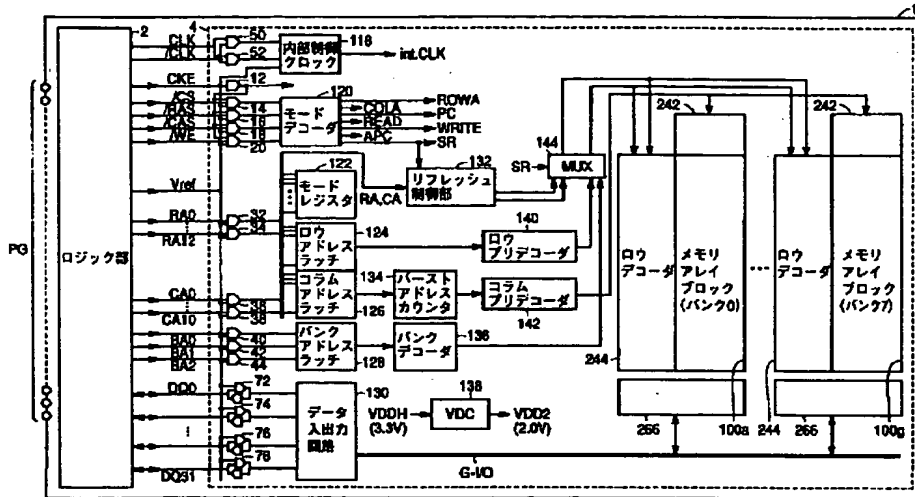 1
2
4
CLK
50
/CLK
52
内部制御
クロック
118
int.CLK
CKE
12
/CS
/RAS
14
/CAS
16
/WE
18
20
モード
デコーダ
120
ROWA
COLA
PC
READ
WRITE
APC
SR
Vref
122
モード
レジスタ
RA,CA
132
リフレッシュ
制御部
SR
144
MUX
RA0
32
RA12
34
ロウ
アドレス
ラッチ
124
140
ロウ
プリデコーダ
CA0
36
CA10
38
コラム
アドレス
ラッチ
126
134
バースト
アドレス
カウンタ
コラム
プリデコーダ
142
BA0
40
BA1
42
BA2
44
バンク
アドレス
ラッチ
128
バンク
デコーダ
136
DQ0
72
74
76
DQ31
78
130
データ
入出力
回路
VDDH
(3.3V)
138
VDC
VDD2
(2.0V)
G-I/O
PG
ロジック部
242
ロウ
デコーダ
メモリ
アレイ
ブロック
(バンク0)
244
266
100a
...
242
ロウ
デコーダ
メモリ
アレイ
ブロック
(バンク7)
244
266
100g